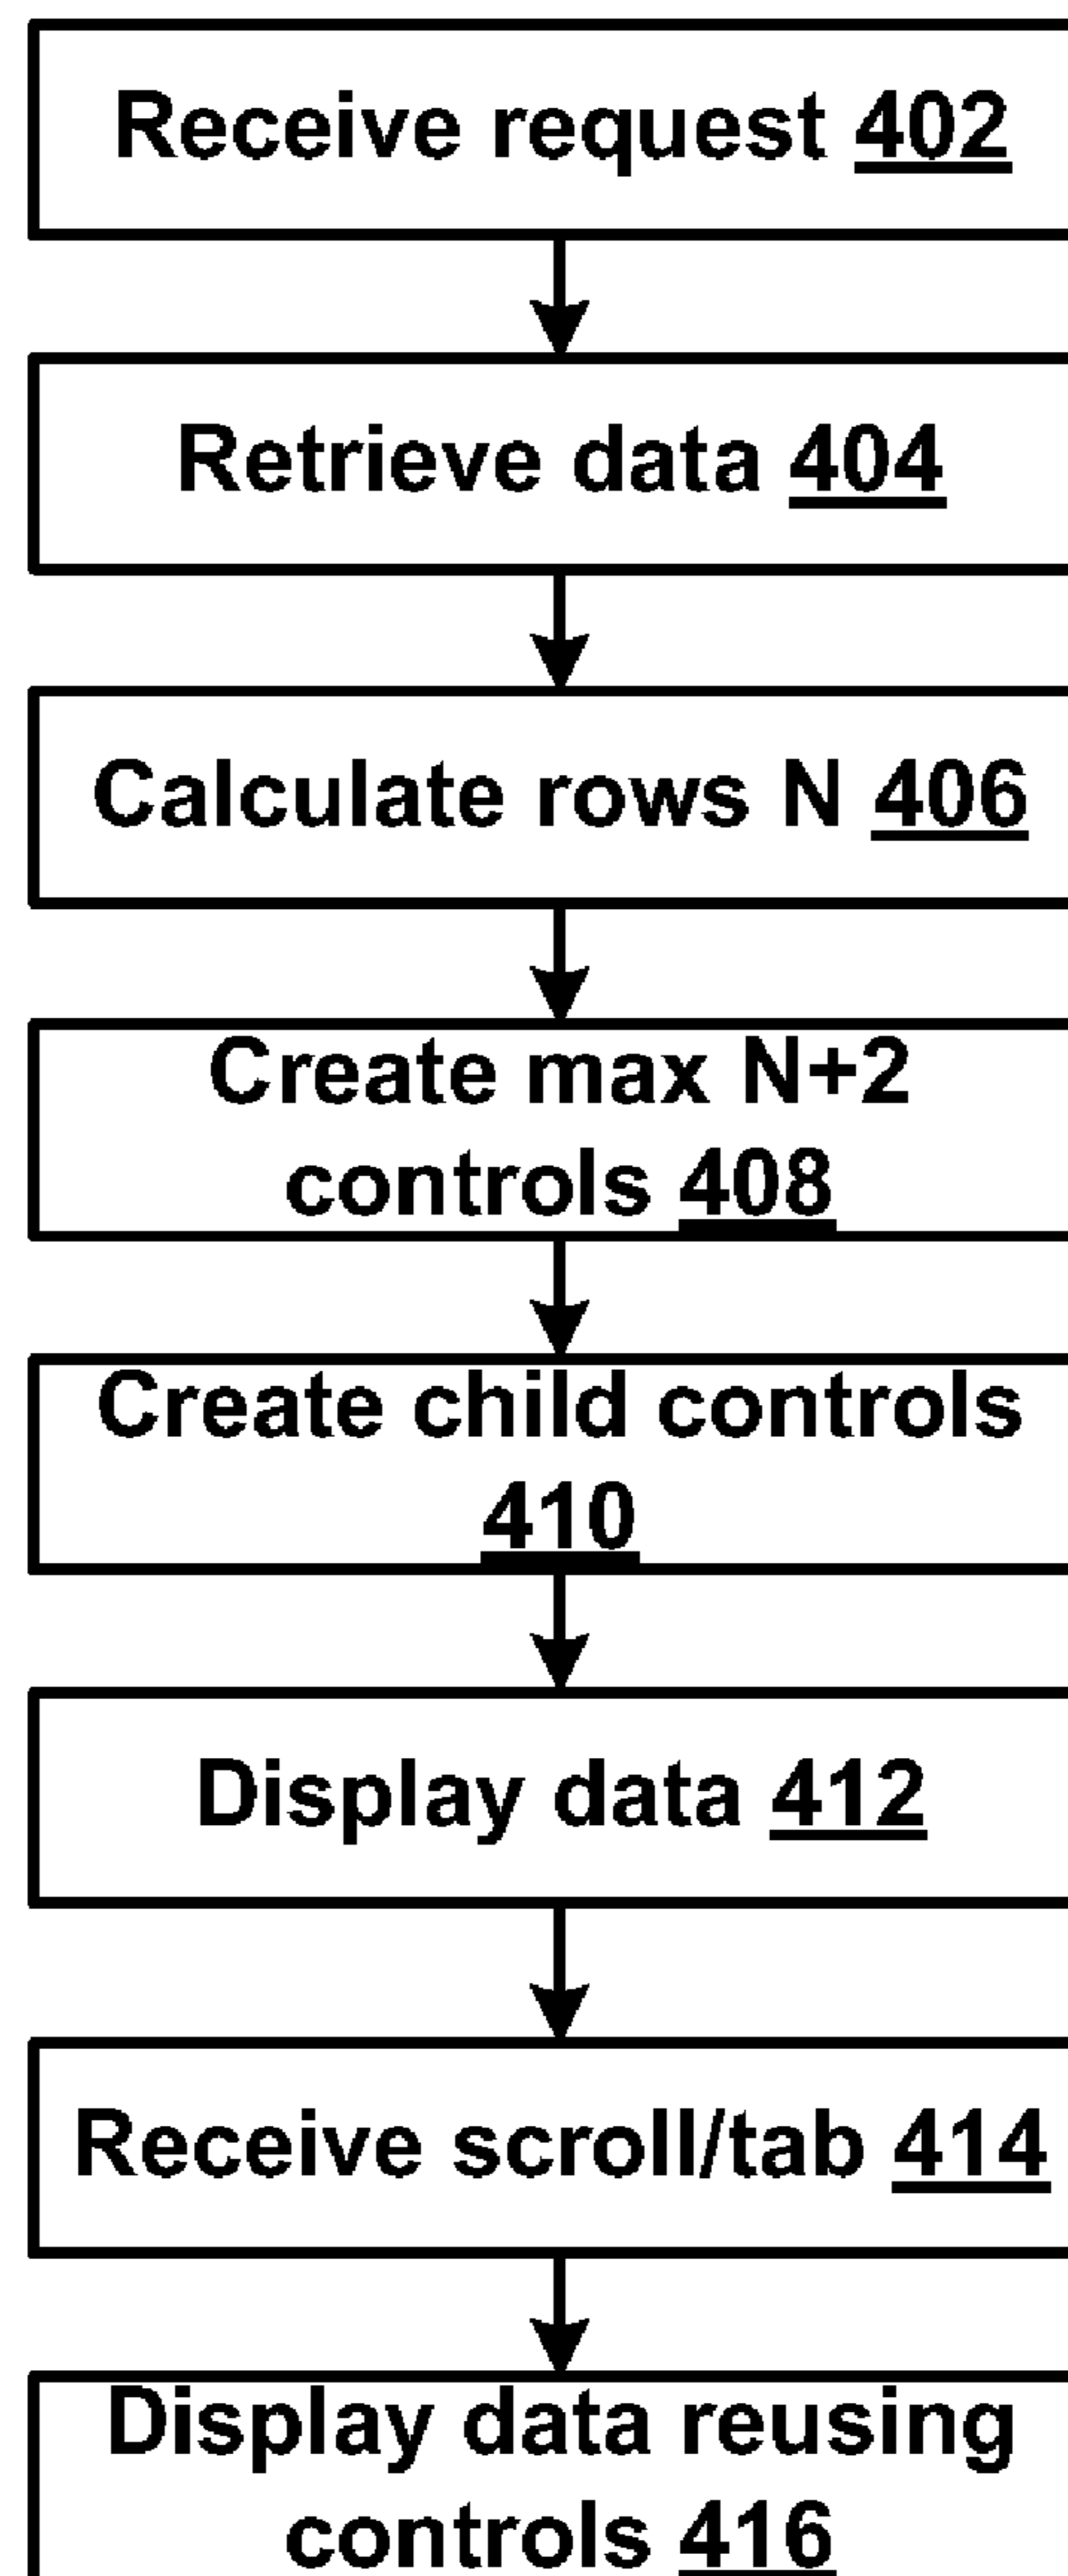 Receive request 402
Retrieve data 404
Calculate rows N 406
Create max N+2
controls 408
Create child controls
410
Display data 412
Receive scroll/tab 414
Display data reusing
controls 416